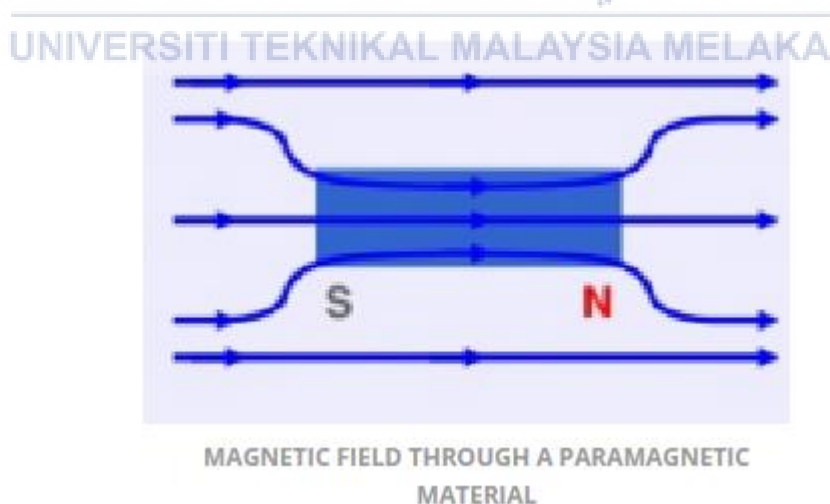 UNIVERSITI TEKNIKAL MALAYSIA MELAKA
S
N
MAGNETIC FIELD THROUGH A PARAMAGNETIC
MATERIAL